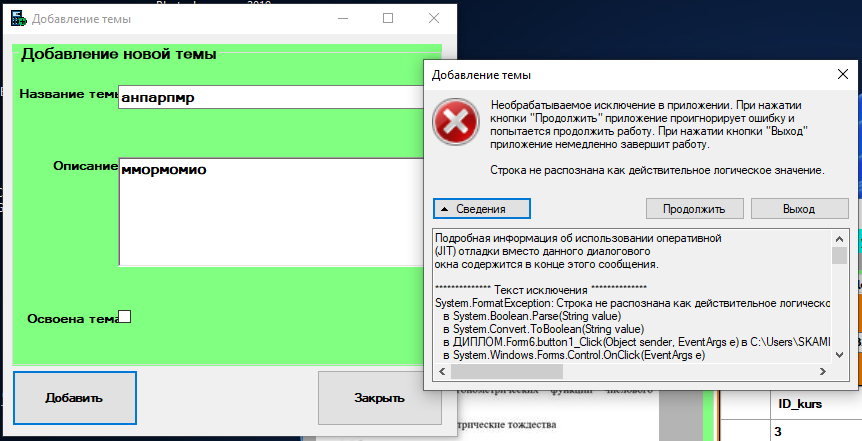 Добавление темы
Добавление новой темы
Название темы
анпарпмр
Описание
ммормомио
Освоена тема
Добавить
Закрыть
Добавление темы
Необрабатываемое исключение в приложении. При нажатии
кнопки "Продолжить" приложение проигнорирует ошибку и
попытается продолжить работу. При нажатии кнопки "Выход"
приложение немедленно завершит работу.
Строка не распознана как действительное логическое значение.
Сведения
Продолжить
Выход
Подробная информация об использовании оперативной
(JIT) отладки вместо данного диалогового
окна содержится в конце этого сообщения.
************** Текст исключения **************
System.FormatException: Строка не распознана как действительное логическо
в System.Boolean.Parse(String value)
в System.Convert.ToBoolean(String value)
в ДИПЛОМ.Form6.button1_Click(Object sender, EventArgs e) в C:\Users\SKAMI
в System.Windows.Forms.Control.OnClick(EventArgs e)
функций числового
тождества
ID_kurs
3